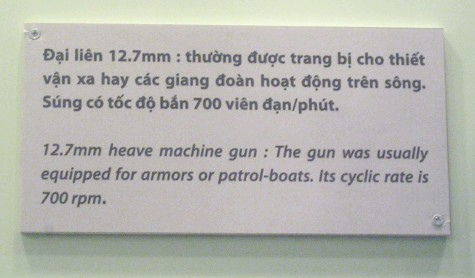 Đại liên 12.7mm : thường được trang bị cho thiết
vận xa hay các giang đoàn hoạt động trên sông.
Súng có tốc độ bắn 700 viên đạn/phút.
12.7mm heave machine gun : The gun was usually
equipped for armors or patrol-boats. Its cyclic rate is
700 rpm.